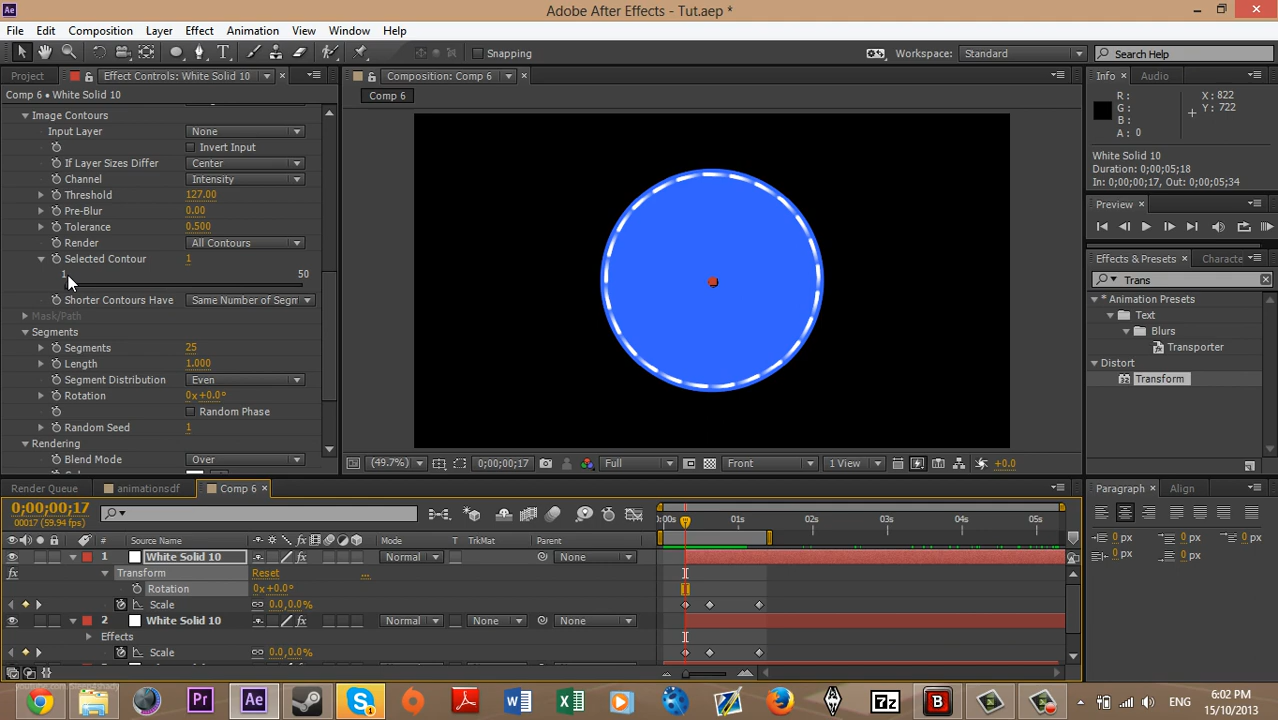 Ae
Adobe After Effects - Tut.aep *
File Edit Composition Layer Effect Animation View Window Help
Snapping
Workspace: Standard
Search Help
Project
Effect Controls: White Solid 10
Composition: Comp 6
Info Audio
Comp 6 • White Solid 10
Comp 6
R:
G:
B:
A: 0
X: 822
Y: 722
White Solid 10
Duration: 0;00;05;18
In: 0;00;00;17, Out: 0;00;05;34
Image Contours
Input Layer None
Invert Input
If Layer Sizes Differ Center
Channel Intensity
Threshold 127.00
Pre-Blur 0.00
Tolerance 0.500
Render All Contours
Selected Contour 1
1 50
Shorter Contours Have Same Number of Segm
Mask/Path
Segments
Segments 25
Length 1.000
Segment Distribution Even
Rotation 0x+0.0°
Random Phase
Random Seed 1
Rendering
Blend Mode Over
Preview
Effects & Presets Characte
Trans
* Animation Presets
Text
Blurs
Transporter
Distort
Transform
(49.7%) 0;00;00;17 Full Front 1 View +0.0
Render Queue animationsdf Comp 6
0;00;00;17
00017 (59.94 fps)
:00s 01s 02s 03s 04s 05s
# Source Name Mode T TrkMat Parent
1 White Solid 10 Normal None
Transform Reset ...
Rotation 0x+0.0°
Scale 0.0,0.0%
2 White Solid 10 Normal None None
Effects
Scale 0.0,0.0%
Paragraph Align
0 px 0 px 0 px
0 px 0 px
Pr Ae 7z B
ENG
6:02 PM
15/10/2013